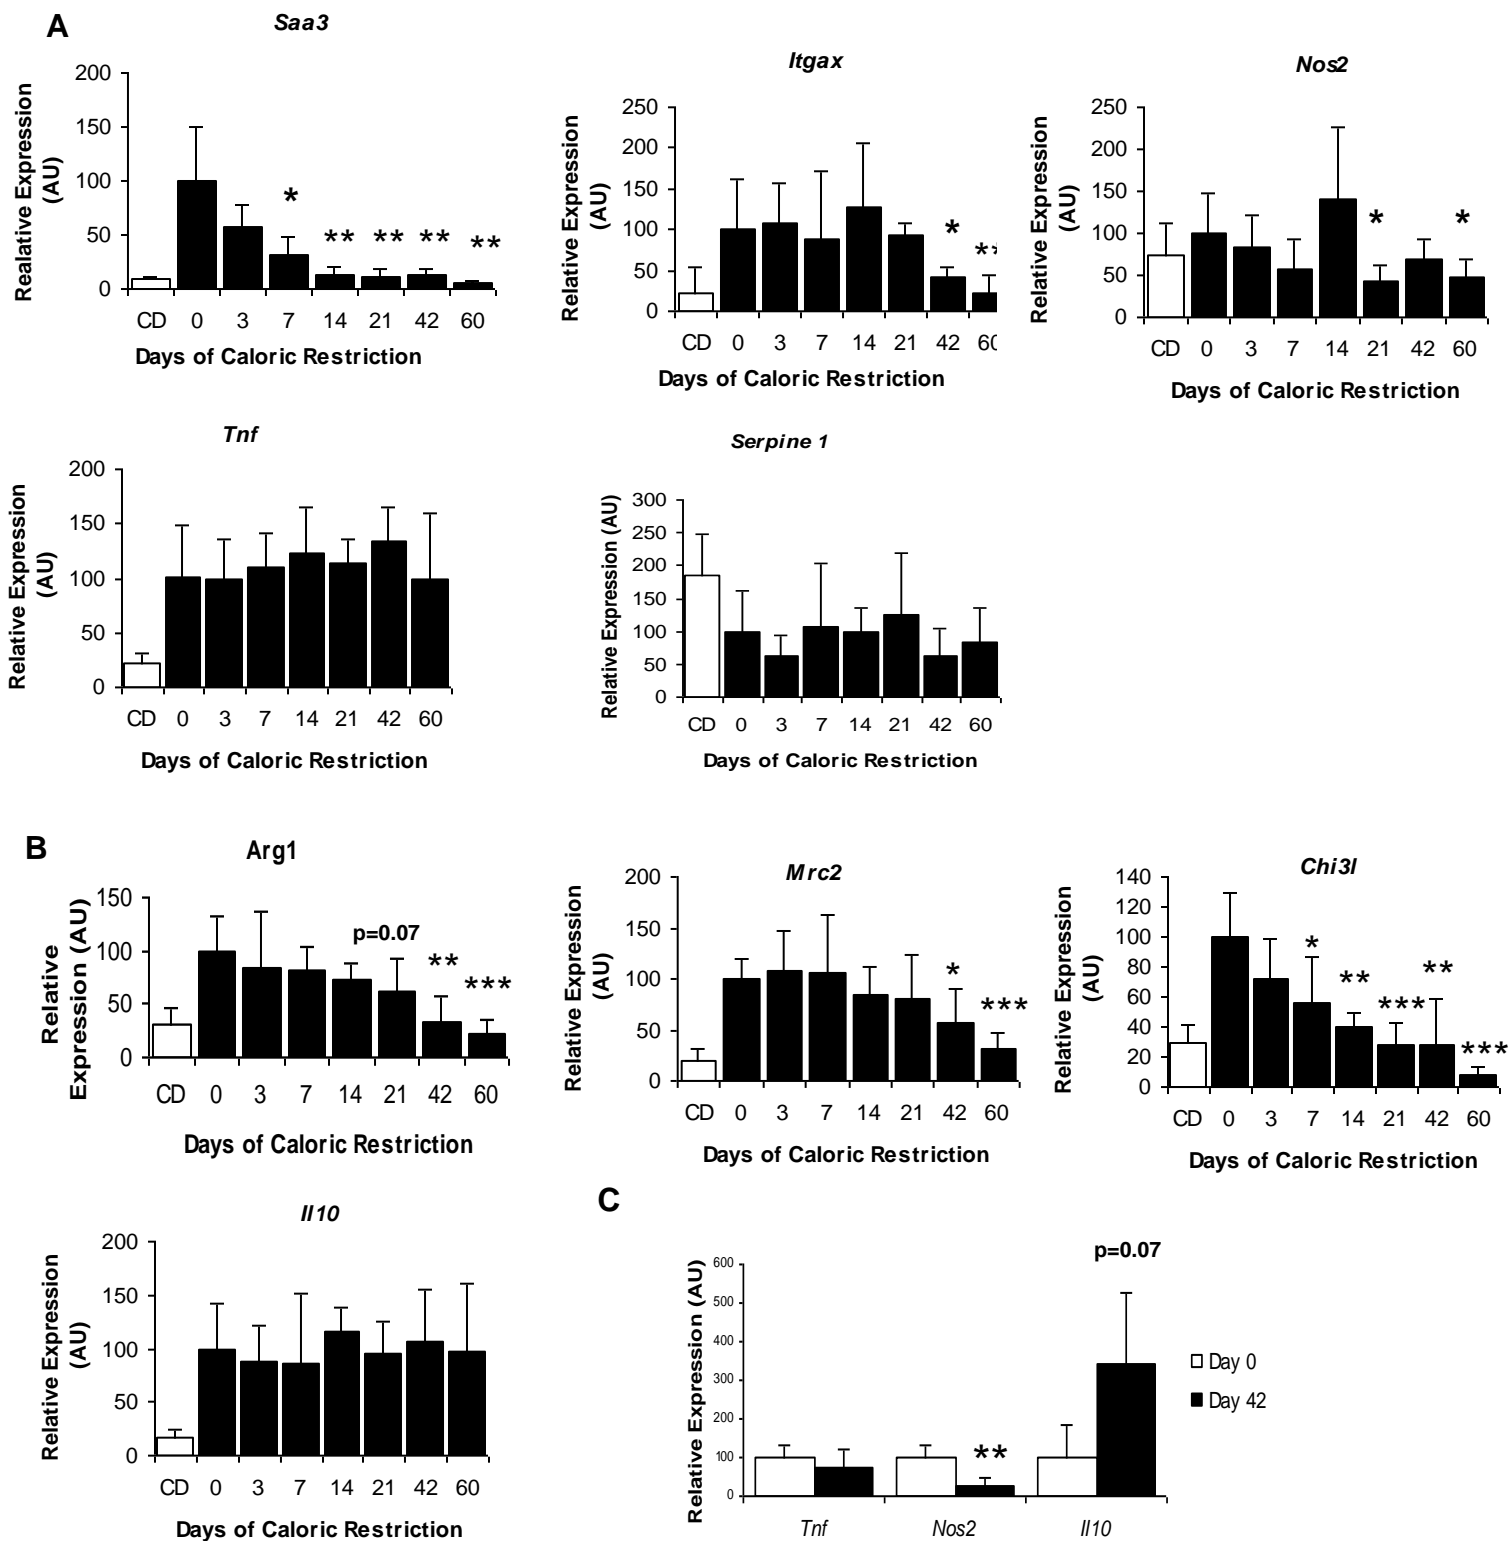 A
Saa3
Realative Expression
(AU)
200
150
100
50
0
*
**
**
**
**
CD 0 3 7 14 21 42 60
Days of Caloric Restriction
Itgax
Relative Expression
(AU)
250
200
150
100
50
0
*
**
CD 0 3 7 14 21 42 60
Days of Caloric Restriction
Nos2
Relative Expression
(AU)
250
200
150
100
50
0
*
*
CD 0 3 7 14 21 42 60
Days of Caloric Restriction
Tnf
Relative Expression
(AU)
200
150
100
50
0
CD 0 3 7 14 21 42 60
Days of Caloric Restriction
Serpine 1
Relative Expression (AU)
300
250
200
150
100
50
0
CD 0 3 7 14 21 42 60
Days of Caloric Restriction
B
Arg1
Relative
Expression (AU)
150
100
50
0
p=0.07
**
***
CD 0 3 7 14 21 42 60
Days of Caloric Restriction
Mrc2
Relative Expression
(AU)
200
150
100
50
0
*
***
CD 0 3 7 14 21 42 60
Days of Caloric Restriction
Chi3l
Relative Expression
(AU)
140
120
100
80
60
40
20
0
*
**
***
**
***
CD 0 3 7 14 21 42 60
Days of Caloric Restriction
Il10
Relative Expression
(AU)
200
150
100
50
0
CD 0 3 7 14 21 42 60
Days of Caloric Restriction
C
Relative Expression (AU)
600
500
400
300
200
100
0
p=0.07
**
Tnf Nos2 Il10
Day 0
Day 42